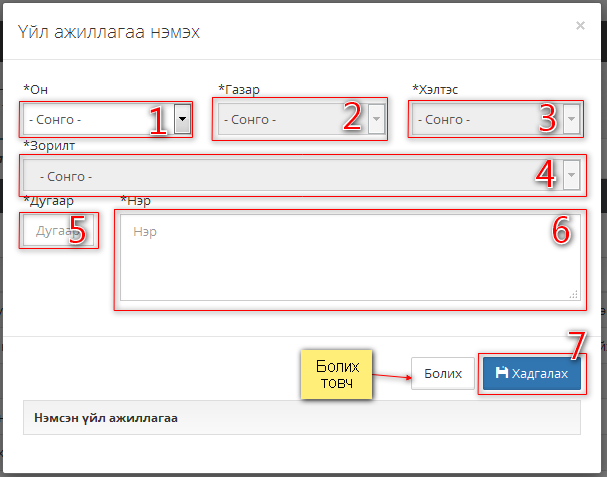 Үйл ажиллагаа нэмэх ×
*Он *Газар *Хэлтэс
- Сонго - 1 - Сонго - 2 - Сонго - 3
*Зорилт
- Сонго - 4
*Дугаар *Нэр
Дугаар 5 Нэр 6
7
Болих товч
Болих Хадгалах
Нэмсэн үйл ажиллагаа